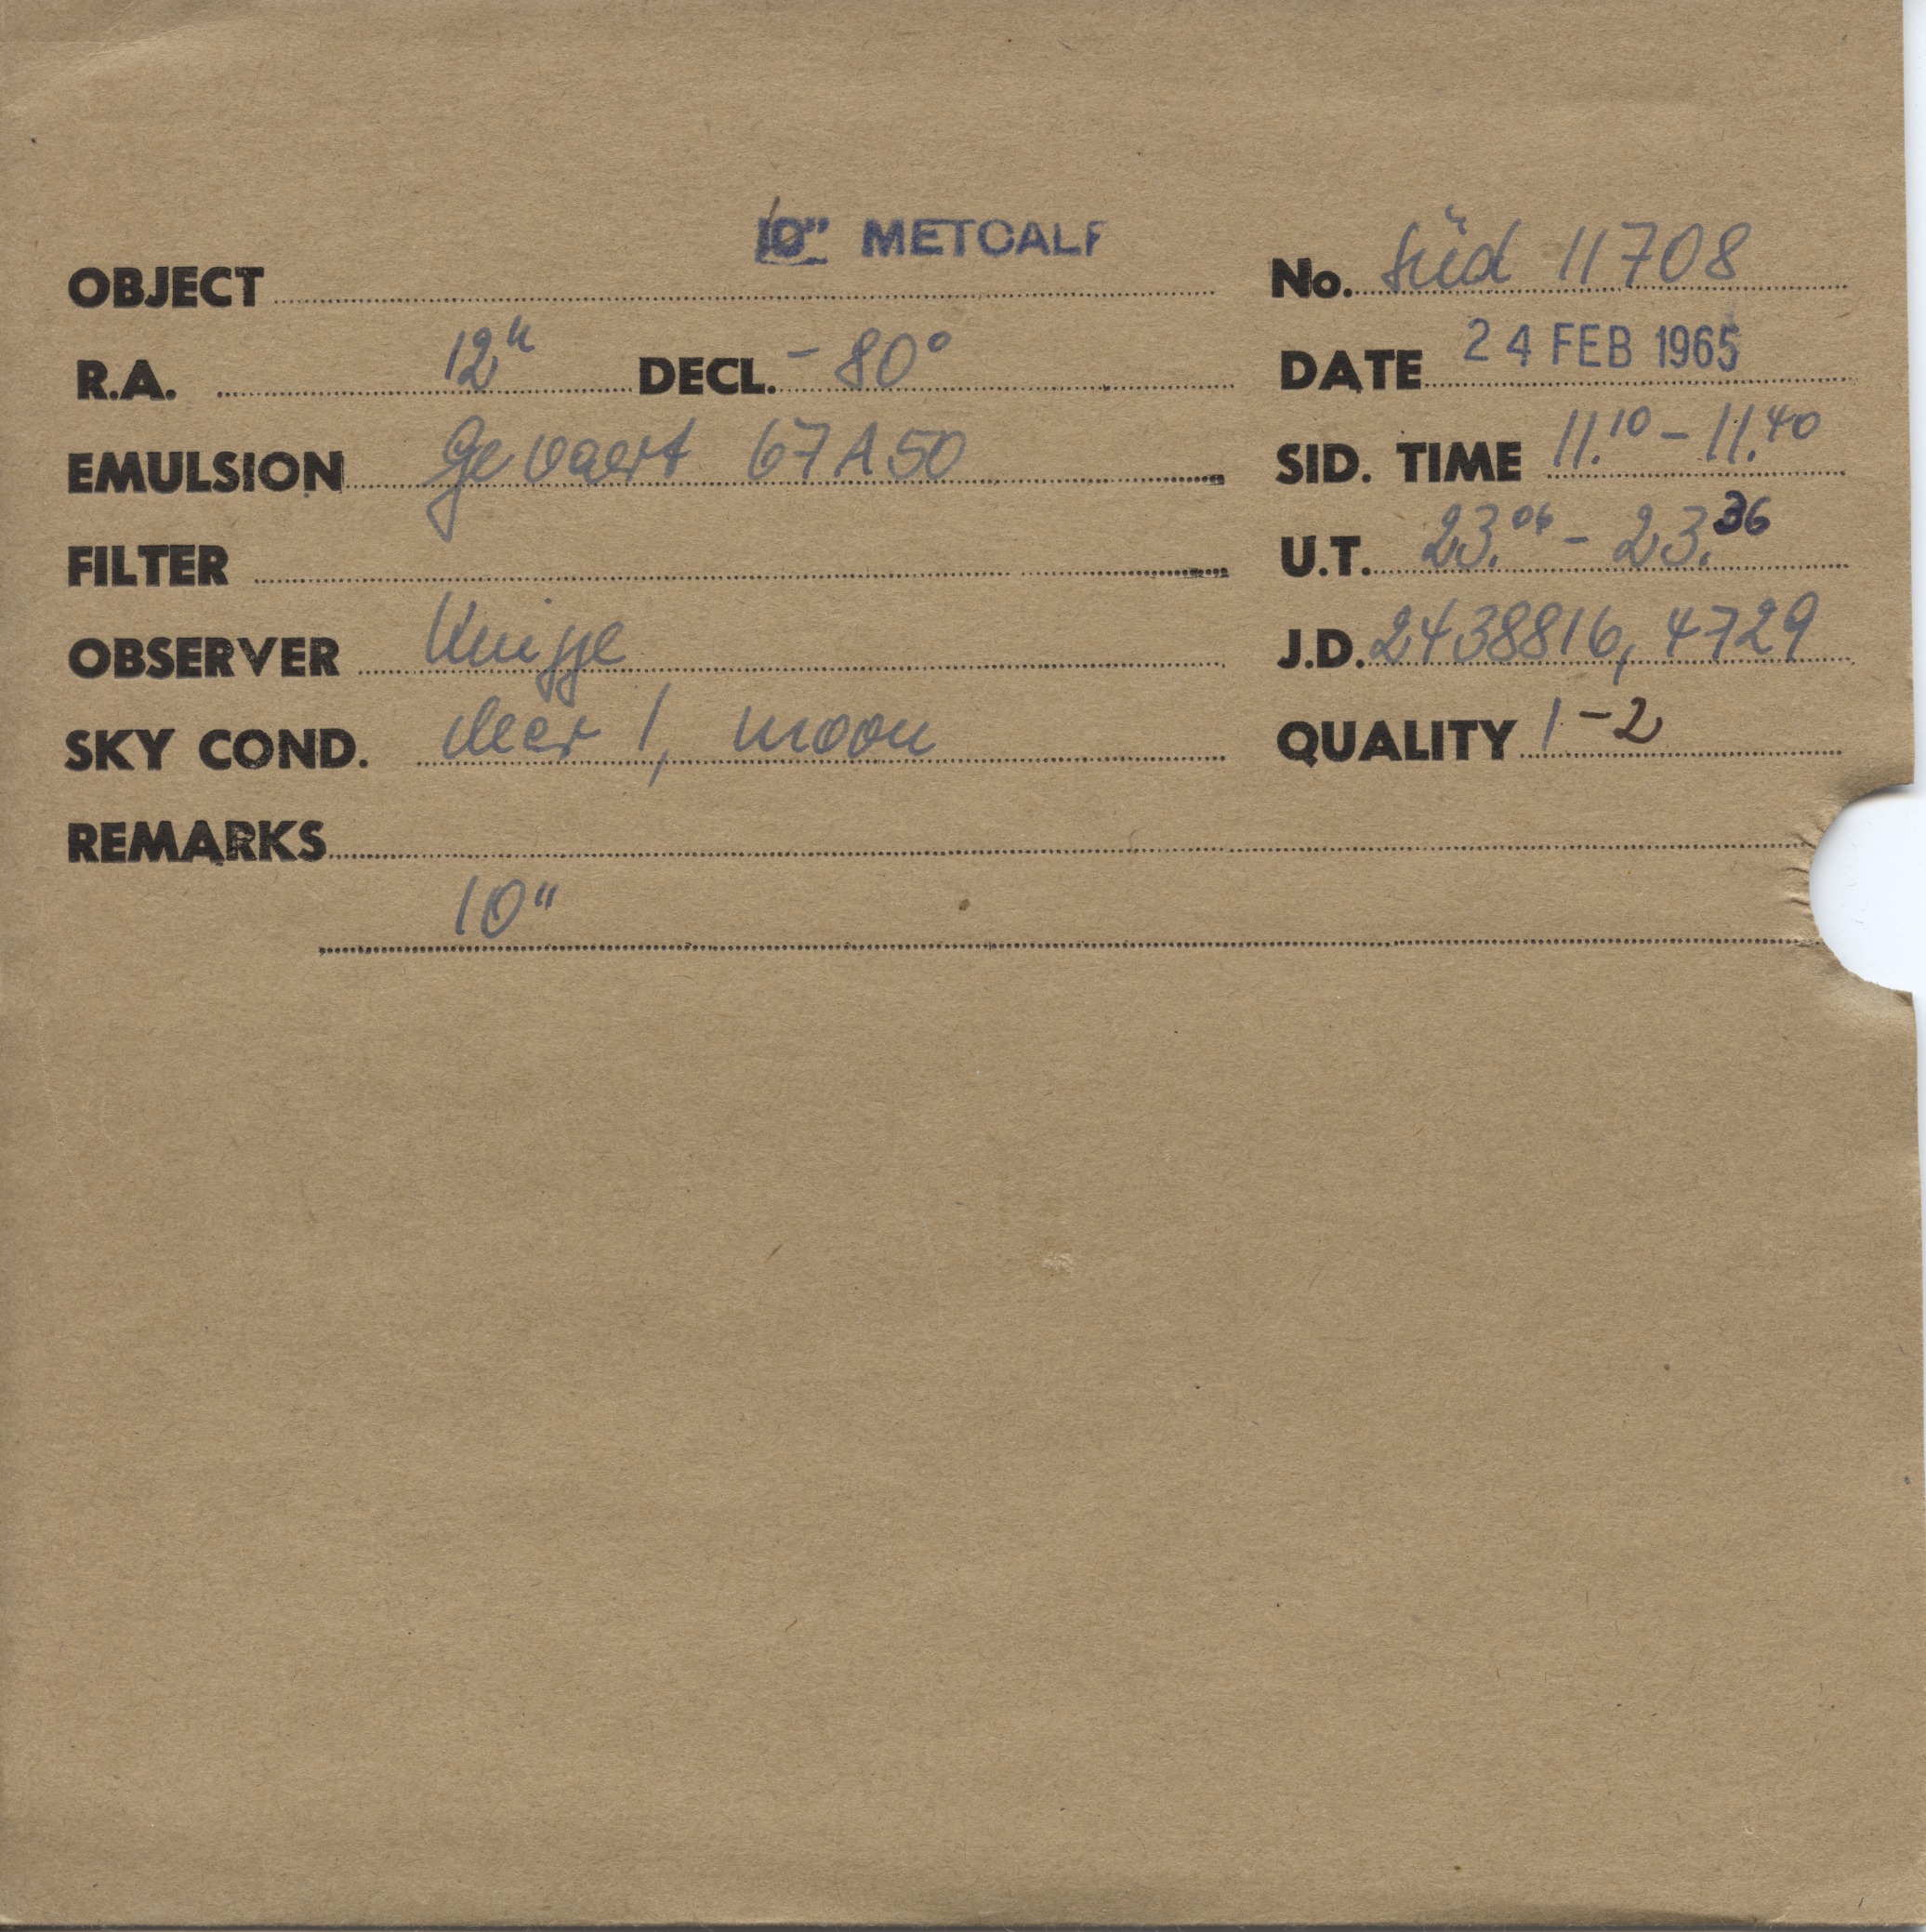 10" METCALF
OBJECT
No. Süd 11708
R.A. 12h DECL. -80°
DATE 24 FEB 1965
EMULSION Gevaert 67A50
SID. TIME 11.10 - 11.40
FILTER
U.T. 23.06 - 23.36
OBSERVER Knigge
J.D. 2438816,4729
SKY COND. clear 1, moon
QUALITY 1-2
REMARKS
10"